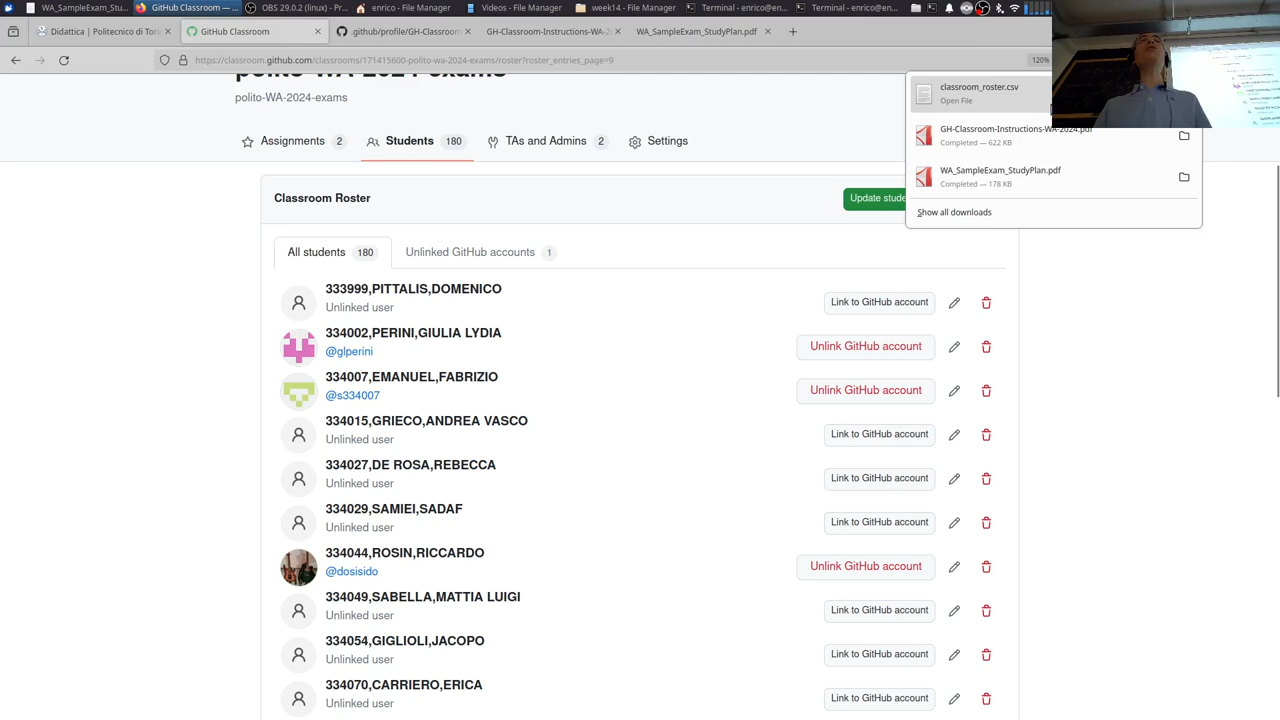 WA_SampleExam_Stu...
GitHub Classroom — ...
OBS 29.0.2 (linux) - Pr...
enrico - File Manager
Videos - File Manager
week14 - File Manager
Terminal - enrico@en...
Terminal - enrico@en...
Didattica | Politecnico di Tori
GitHub Classroom
.github/profile/GH-Classroom
GH-Classroom-Instructions-WA-2
WA_SampleExam_StudyPlan.pdf
https://classroom.github.com/classrooms/171415600-polito-wa-2024-exams/roster?roster_entries_page=9
120%
polito-WA-2024-exams
polito-WA-2024-exams
classroom_roster.csv
Open File
GH-Classroom-Instructions-WA-2024.pdf
Completed — 622 KB
WA_SampleExam_StudyPlan.pdf
Completed — 178 KB
Show all downloads
Assignments 2
Students 180
TAs and Admins 2
Settings
Classroom Roster
Update stude
All students 180
Unlinked GitHub accounts 1
333999,PITTALIS,DOMENICO
Unlinked user
Link to GitHub account
334002,PERINI,GIULIA LYDIA
@glperini
Unlink GitHub account
334007,EMANUEL,FABRIZIO
@s334007
Unlink GitHub account
334015,GRIECO,ANDREA VASCO
Unlinked user
Link to GitHub account
334027,DE ROSA,REBECCA
Unlinked user
Link to GitHub account
334029,SAMIEI,SADAF
Unlinked user
Link to GitHub account
334044,ROSIN,RICCARDO
@dosisido
Unlink GitHub account
334049,SABELLA,MATTIA LUIGI
Unlinked user
Link to GitHub account
334054,GIGLIOLI,JACOPO
Unlinked user
Link to GitHub account
334070,CARRIERO,ERICA
Unlinked user
Link to GitHub account